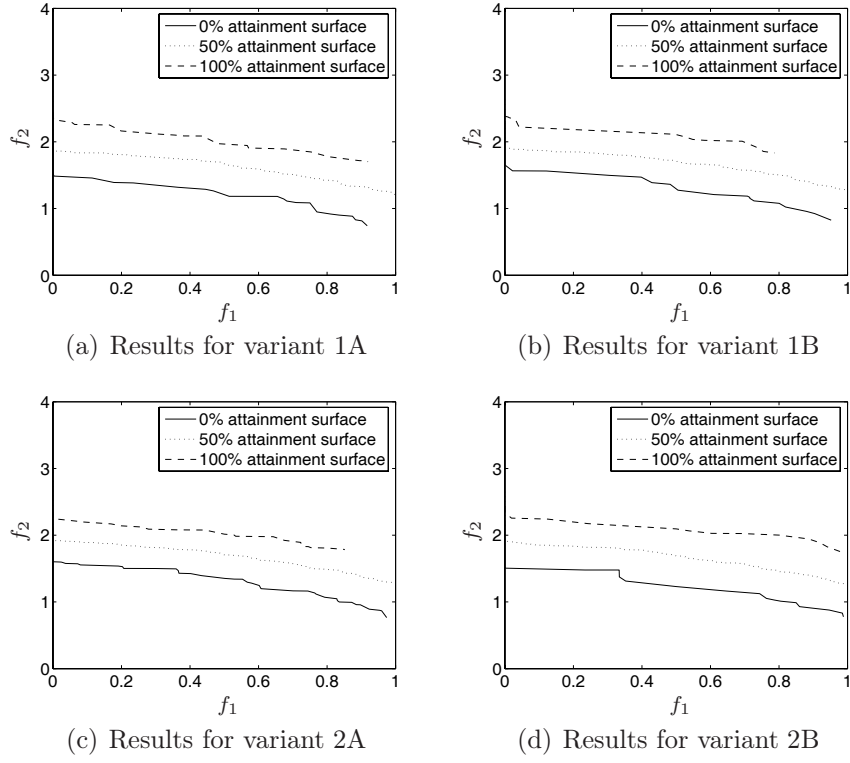 4
3
2
1
0
f2
0% attainment surface
50% attainment surface
100% attainment surface
0 0.2 0.4 0.6 0.8 1
f1
(a) Results for variant 1A
4
3
2
1
0
f2
0% attainment surface
50% attainment surface
100% attainment surface
0 0.2 0.4 0.6 0.8 1
f1
(b) Results for variant 1B
4
3
2
1
0
f2
0% attainment surface
50% attainment surface
100% attainment surface
0 0.2 0.4 0.6 0.8 1
f1
(c) Results for variant 2A
4
3
2
1
0
f2
0% attainment surface
50% attainment surface
100% attainment surface
0 0.2 0.4 0.6 0.8 1
f1
(d) Results for variant 2B